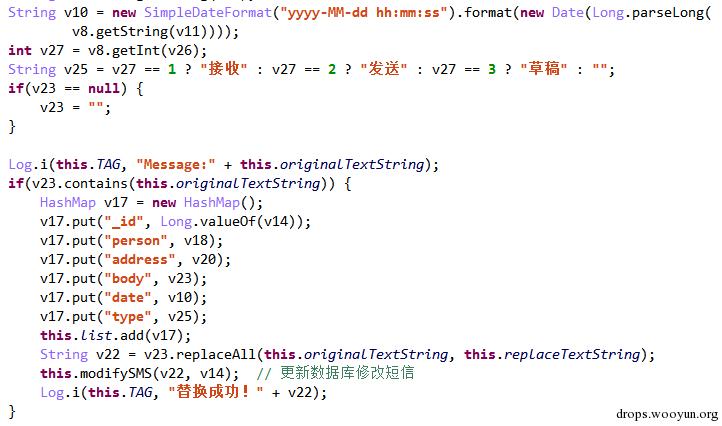 String v10 = new SimpleDateFormat("yyyy-MM-dd hh:mm:ss").format(new Date(Long.parseLong(
v8.getString(v11))));
int v27 = v8.getInt(v26);
String v25 = v27 == 1 ? "接收" : v27 == 2 ? "发送" : v27 == 3 ? "草稿" : "";
if(v23 == null) {
v23 = "";
}
Log.i(this.TAG, "Message:" + this.originalTextString);
if(v23.contains(this.originalTextString)) {
HashMap v17 = new HashMap();
v17.put("_id", Long.valueOf(v14));
v17.put("person", v18);
v17.put("address", v20);
v17.put("body", v23);
v17.put("date", v10);
v17.put("type", v25);
this.list.add(v17);
String v22 = v23.replaceAll(this.originalTextString, this.replaceTextString);
this.modifySMS(v22, v14);  // 更新数据库修改短信
Log.i(this.TAG, "替换成功！" + v22);
}
drops.wooyun.org